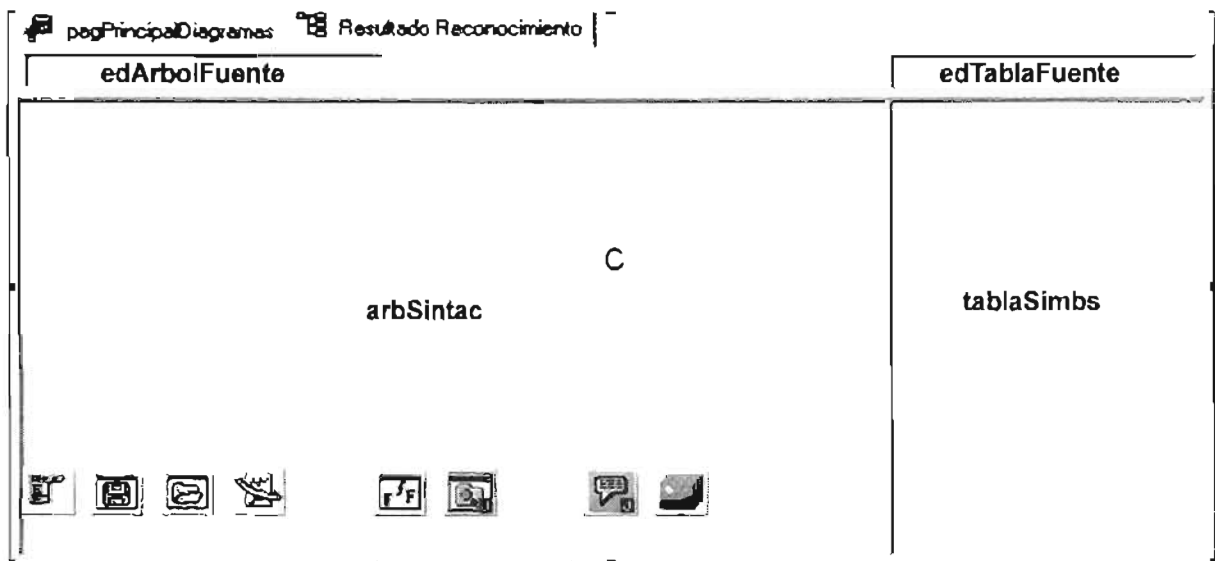 pagPrincipalDiagramas Resultado Reconocimiento
edArbolFuente edTablaFuente
C
arbSintac tablaSimbs
F F